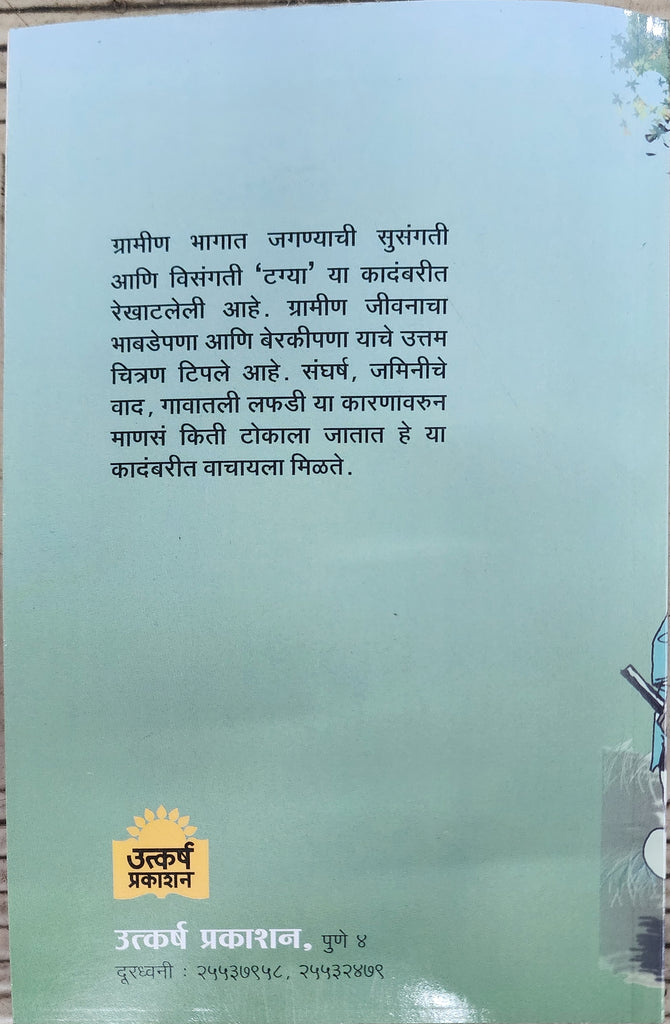 ग्रामीण भागात जगण्याची सुसंगती
आणि विसंगती ‘टग्या’ या कादंबरीत
रेखाटलेली आहे. ग्रामीण जीवनाचा
भाबडेपणा आणि बेरकीपणा याचे उत्तम
चित्रण टिपले आहे. संघर्ष, जमिनीचे
वाद, गावातली लफडी या कारणावरुन
माणसं किती टोकाला जातात हे या
कादंबरीत वाचायला मिळते.
उत्कर्ष
प्रकाशन
उत्कर्ष प्रकाशन, पुणे ४
दूरध्वनी : २५५३७९५८, २५५३२४७९